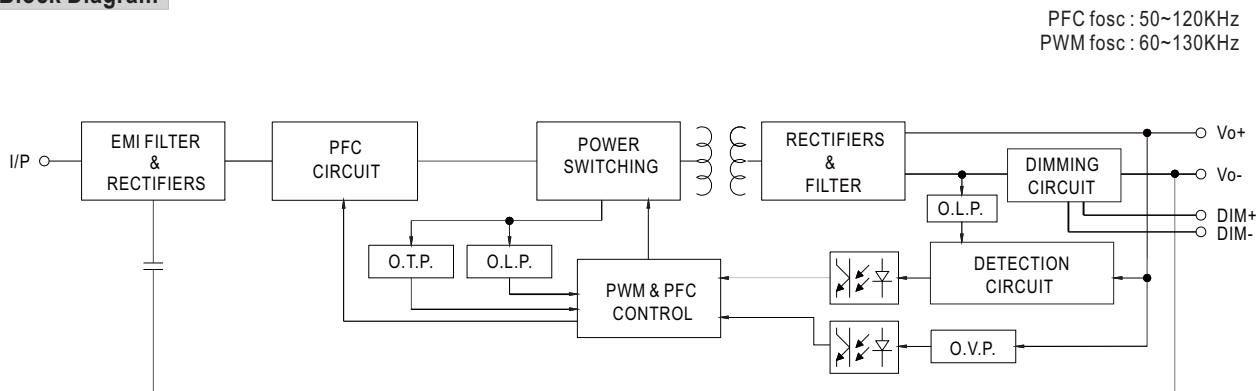 Block Diagram
PFC fosc : 50~120KHz
PWM fosc : 60~130KHz
I/P
EMI FILTER
&
RECTIFIERS
PFC
CIRCUIT
POWER
SWITCHING
RECTIFIERS
&
FILTER
DIMMING
CIRCUIT
Vo+
Vo-
DIM+
DIM-
O.L.P.
O.T.P.
O.L.P.
PWM & PFC
CONTROL
DETECTION
CIRCUIT
O.V.P.